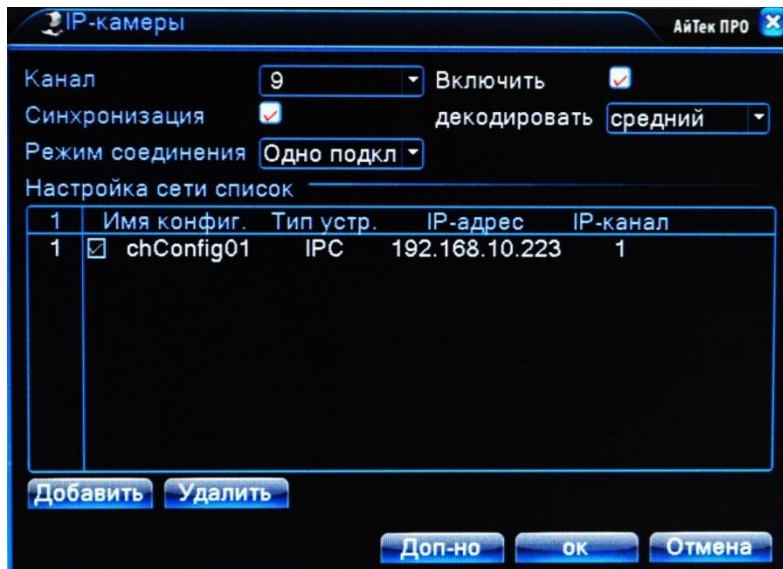 IP-камеры АйТек ПРО
Канал 9 Включить
Синхронизация декодировать средний
Режим соединения Одно подкл
Настройка сети список
1 Имя конфиг. Тип устр. IP-адрес IP-канал
1 chConfig01 IPC 192.168.10.223 1
Добавить Удалить
Доп-но ок Отмена